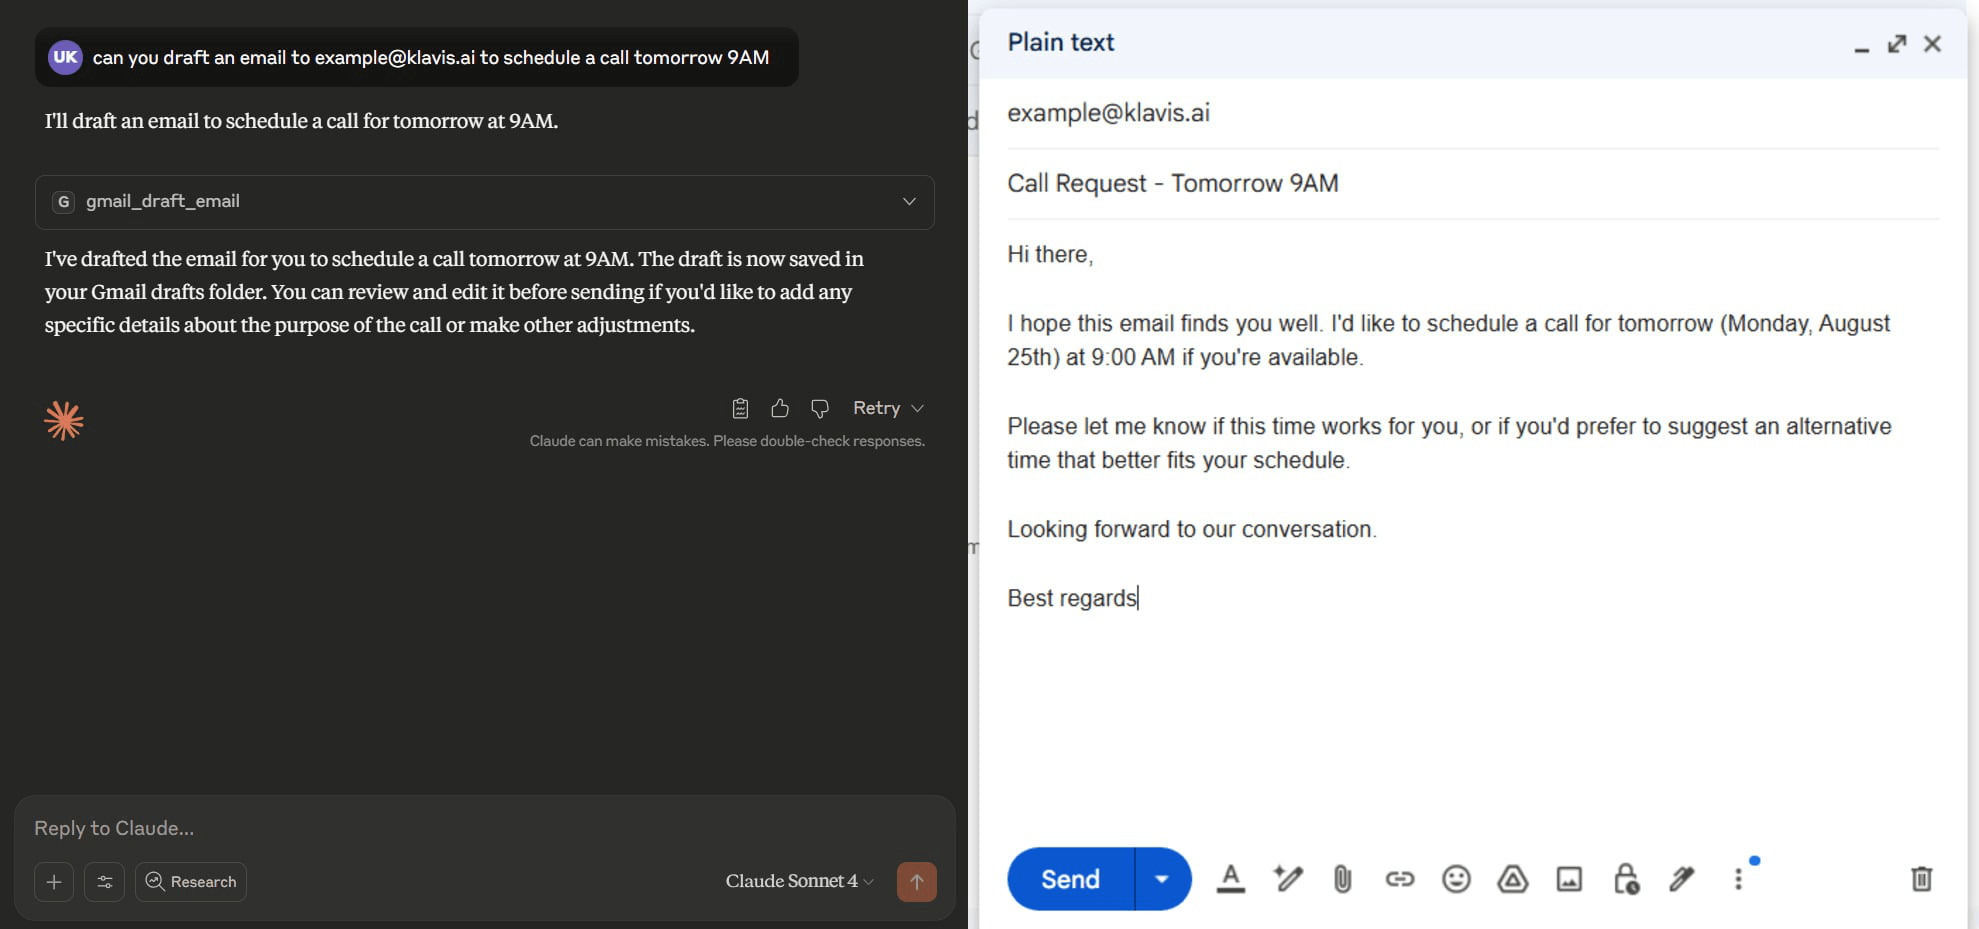 UK can you draft an email to example@klavis.ai to schedule a call tomorrow 9AM
I'll draft an email to schedule a call for tomorrow at 9AM.
G gmail_draft_email
I've drafted the email for you to schedule a call tomorrow at 9AM. The draft is now saved in
your Gmail drafts folder. You can review and edit it before sending if you'd like to add any
specific details about the purpose of the call or make other adjustments.
Retry
Claude can make mistakes. Please double-check responses.
Reply to Claude...
Research
Claude Sonnet 4
Plain text
example@klavis.ai
Call Request - Tomorrow 9AM
Hi there,
I hope this email finds you well. I'd like to schedule a call for tomorrow (Monday, August
25th) at 9:00 AM if you're available.
Please let me know if this time works for you, or if you'd prefer to suggest an alternative
time that better fits your schedule.
Looking forward to our conversation.
Best regards
Send